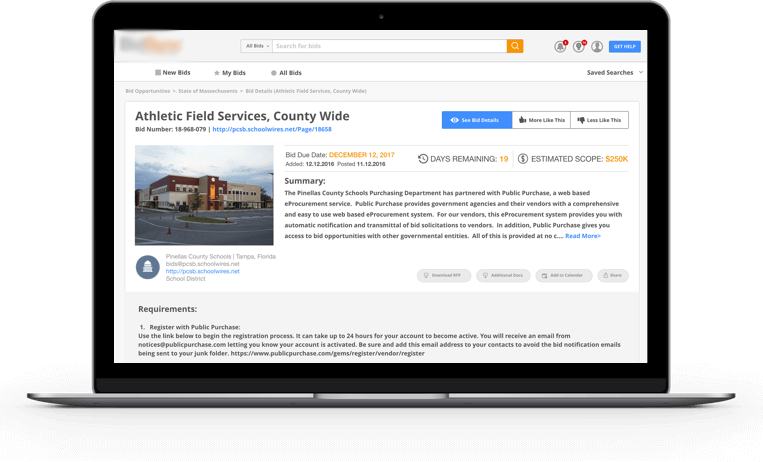 All Bids
Search for bids
GET HELP
New Bids
My Bids
All Bids
Saved Searches
Bid Opportunities > State of Massachusetts > Bid Details (Athletic Field Services, County Wide)
Athletic Field Services, County Wide
Bid Number: 18-968-079 | http://pcsb.schoolwires.net/Page/18658
See Bid Details
More Like This
Less Like This
Bid Due Date: DECEMBER 12, 2017
Added: 12.12.2016 Posted 11.12.2016
DAYS REMAINING: 19
ESTIMATED SCOPE: $250K
Summary:
The Pinellas County Schools Purchasing Department has partnered with Public Purchase, a web based
eProcurement service. Public Purchase provides government agencies and their vendors with a comprehensive
and easy to use web based eProcurement system. For our vendors, this eProcurement system provides you with
automatic notification and transmittal of bid solicitations to vendors. In addition, Public Purchase gives you
access to bid opportunities with other governmental entities. All of this is provided at no c... Read More>
Pinellas County Schools | Tampa, Florida
bids@pcsb.schoolwires.net
http://pcsb.schoolwires.net
School District
Download RFP
Additional Docs
Add to Calendar
Share
Requirements:
1. Register with Public Purchase:
Use the link below to begin the registration process. It can take up to 24 hours for your account to become active. You will receive an email from
notices@publicpurchase.com letting you know your account is activated. Be sure and add this email address to your contacts to avoid the bid notification emails
being sent to your junk folder. https://www.publicpurchase.com/gems/register/vendor/register